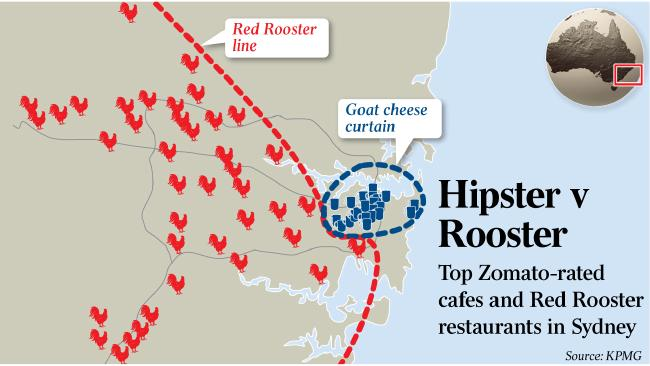 Red Rooster
line
Goat cheese
curtain
Hipster v
Rooster
Top Zomato-rated
cafes and Red Rooster
restaurants in Sydney
Source: KPMG